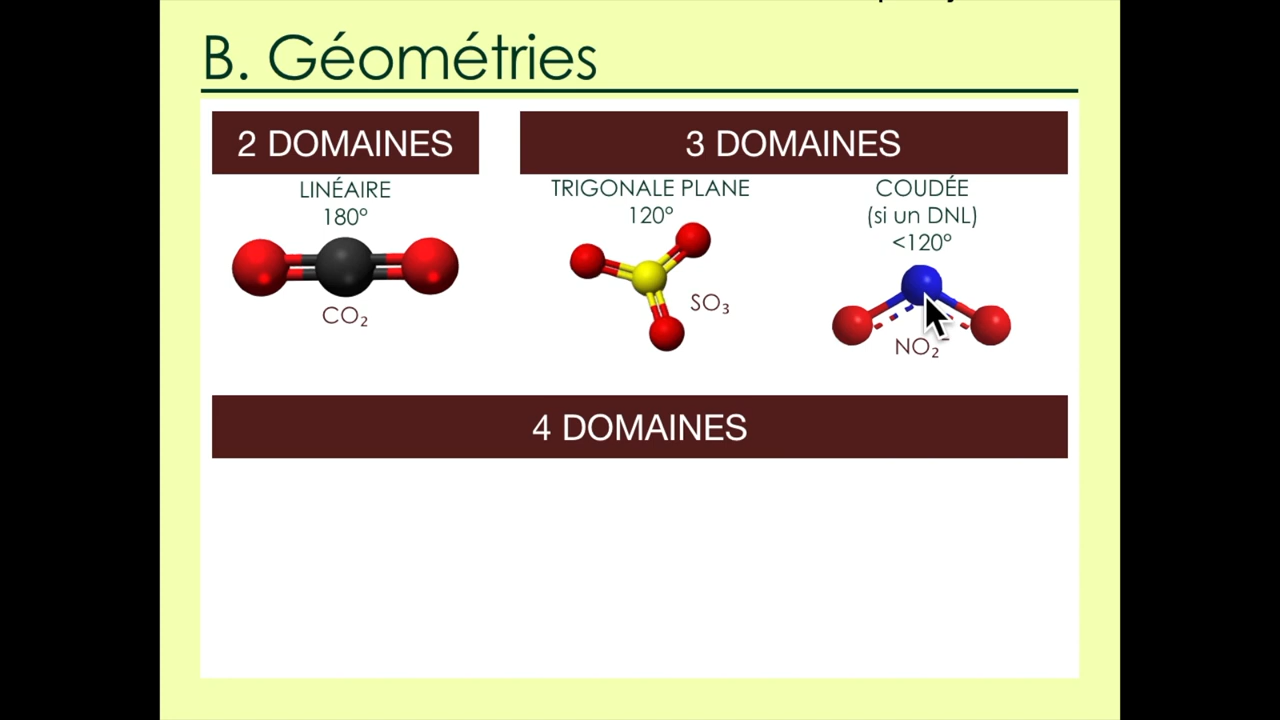 B. Géométries
2 DOMAINES
LINÉAIRE
180°
CO₂
3 DOMAINES
TRIGONALE PLANE
120°
SO₃
COUDÉE
(si un DNL)
<120°
NO₂
4 DOMAINES